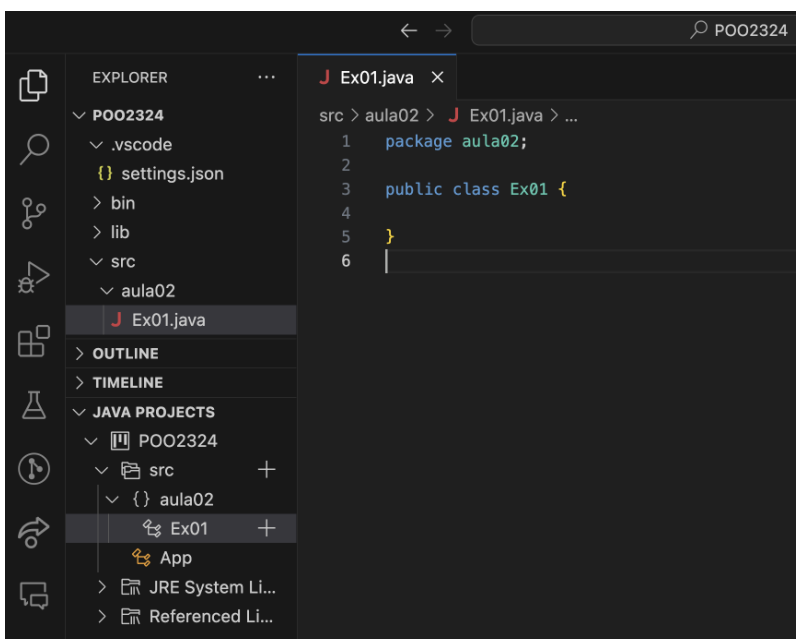 POO2324
EXPLORER
POO2324
.vscode
{} settings.json
bin
lib
src
aula02
J Ex01.java
OUTLINE
TIMELINE
JAVA PROJECTS
POO2324
src
{} aula02
Ex01
App
JRE System Li...
Referenced Li...
J Ex01.java
src > aula02 > J Ex01.java > ...
1 package aula02;
2
3 public class Ex01 {
4
5 }
6